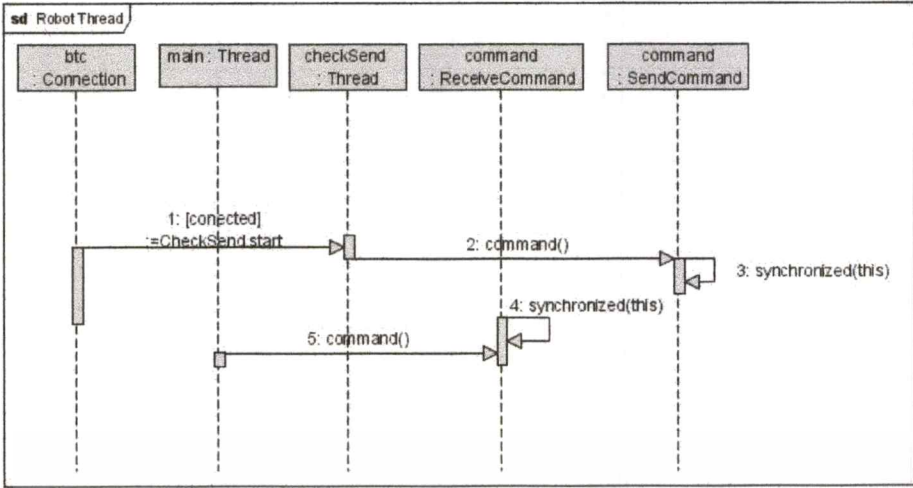 sd Robot Thread
btc
: Connection
main : Thread
checkSend
: Thread
command
: ReceiveCommand
command
: SendCommand
1: [conected]
:=CheckSend.start
2: command()
3: synchronized(this)
4: synchronized(this)
5: command()